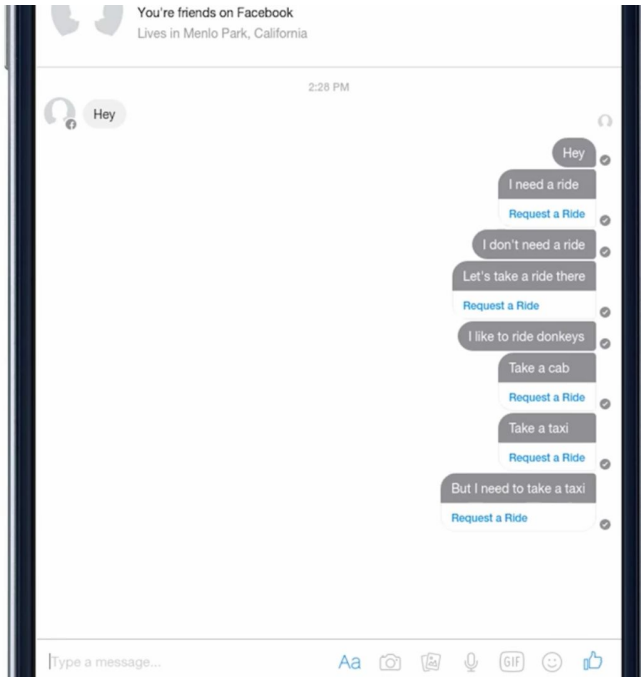 You're friends on Facebook
Lives in Menlo Park, California
2:28 PM
Hey
Hey
I need a ride
Request a Ride
I don't need a ride
Let's take a ride there
Request a Ride
I like to ride donkeys
Take a cab
Request a Ride
Take a taxi
Request a Ride
But I need to take a taxi
Request a Ride
Type a message...
Aa
GIF